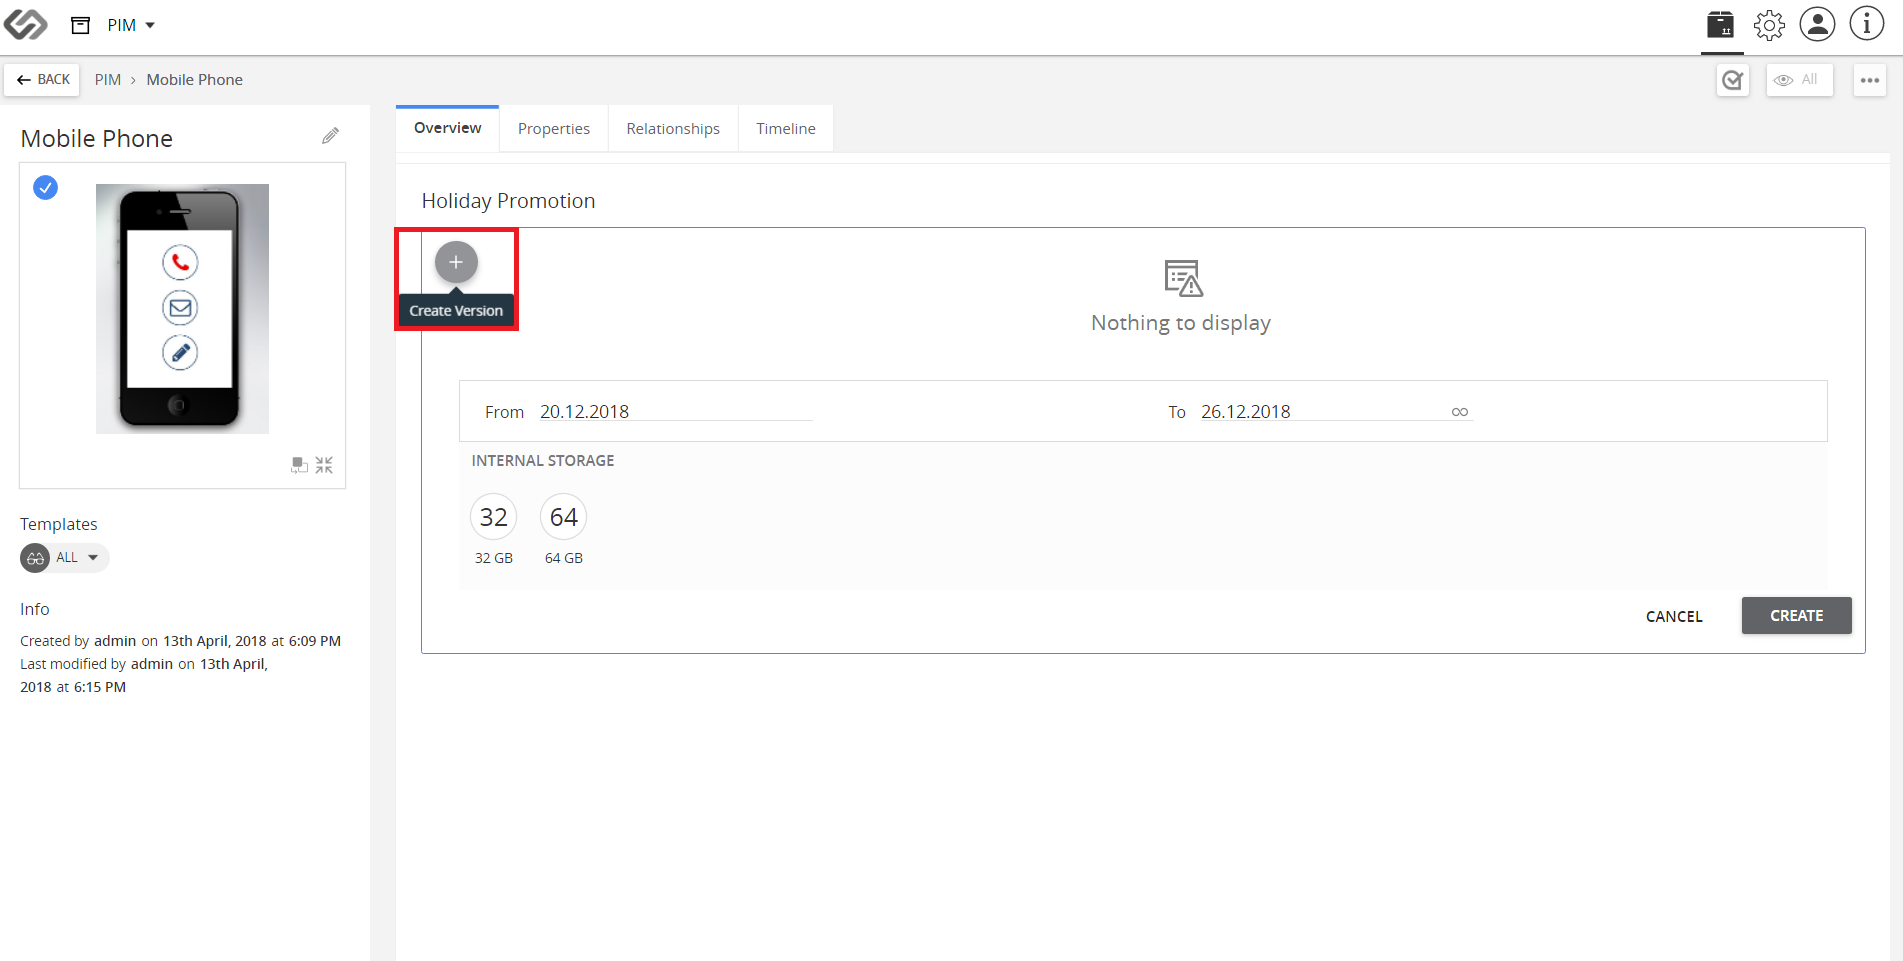 PIM
BACK
PIM › Mobile Phone
All
Mobile Phone
Overview
Properties
Relationships
Timeline
Holiday Promotion
Create Version
Nothing to display
From 20.12.2018
To 26.12.2018
INTERNAL STORAGE
32
64
32 GB
64 GB
CANCEL
CREATE
Templates
ALL
Info
Created by admin on 13th April, 2018 at 6:09 PM
Last modified by admin on 13th April,
2018 at 6:15 PM